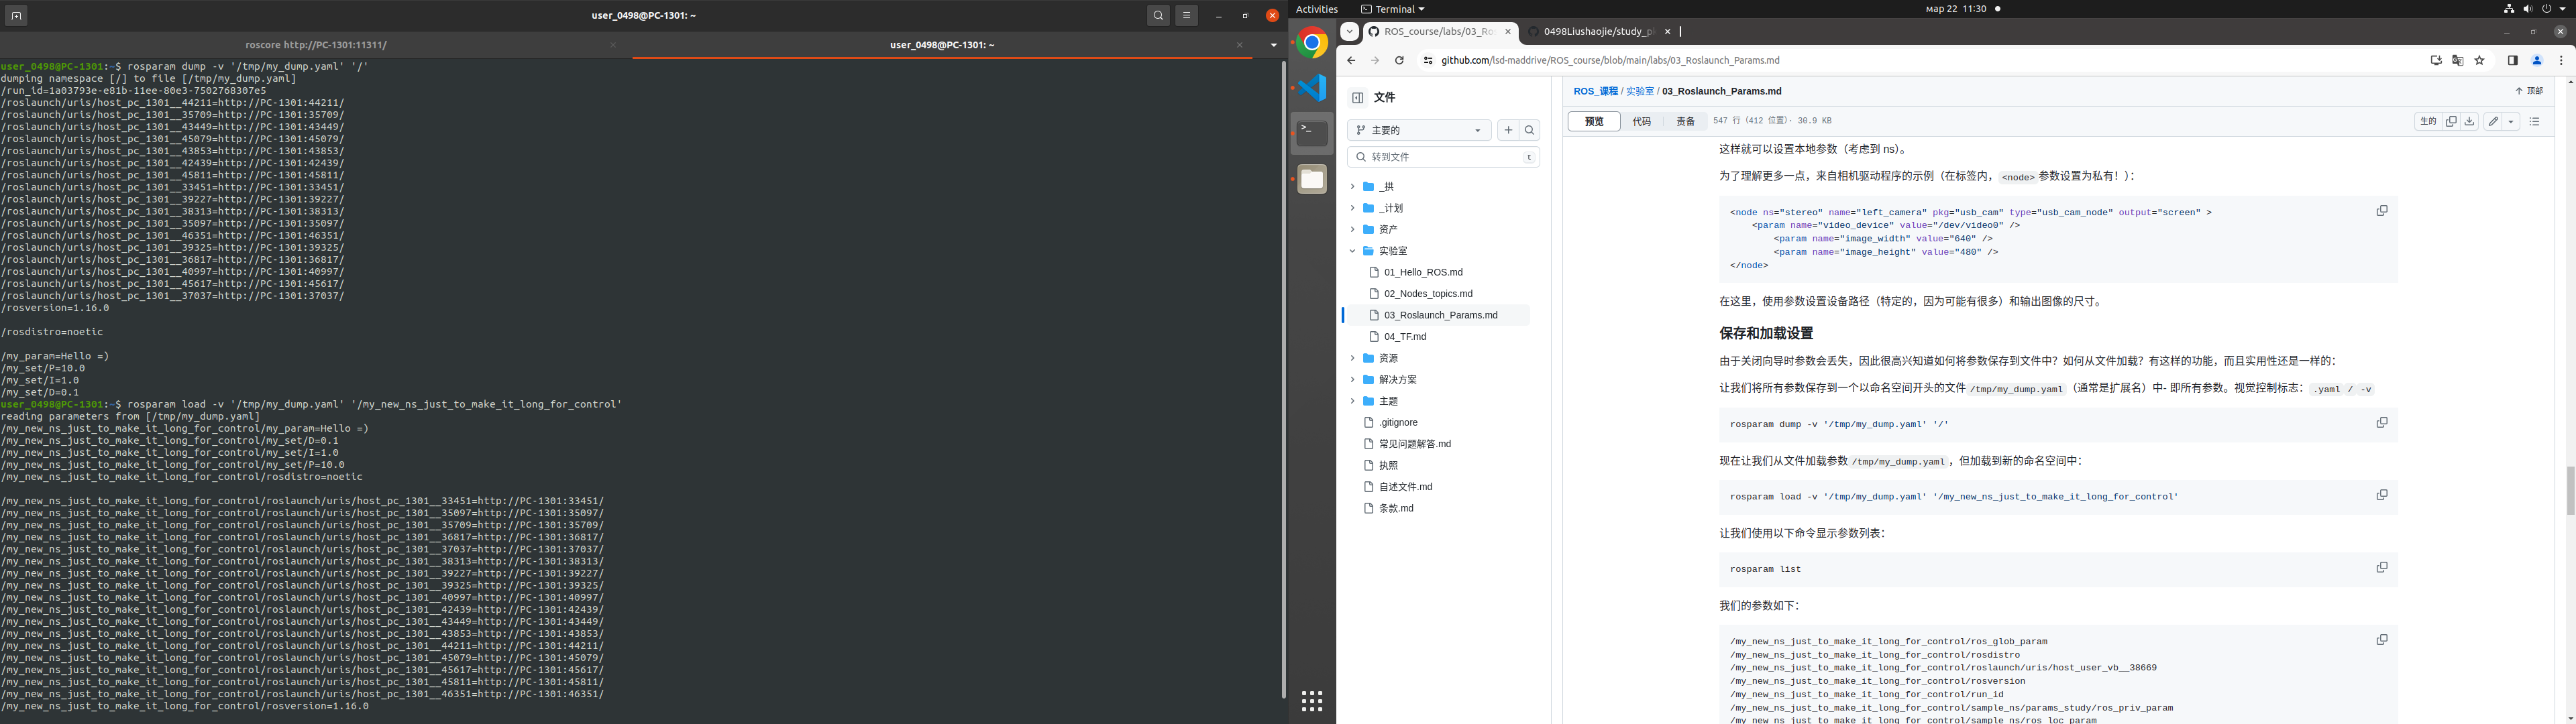 user_0498@PC-1301: ~
roscore http://PC-1301:11311/
user_0498@PC-1301: ~
user_0498@PC-1301:~$ rosparam dump -v '/tmp/my_dump.yaml' '/'
dumping namespace [/] to file [/tmp/my_dump.yaml]
/run_id=1a03793e-e81b-11ee-80e3-7502768307e5
/roslaunch/uris/host_pc_1301__44211=http://PC-1301:44211/
/roslaunch/uris/host_pc_1301__35709=http://PC-1301:35709/
/roslaunch/uris/host_pc_1301__43449=http://PC-1301:43449/
/roslaunch/uris/host_pc_1301__45079=http://PC-1301:45079/
/roslaunch/uris/host_pc_1301__43853=http://PC-1301:43853/
/roslaunch/uris/host_pc_1301__42439=http://PC-1301:42439/
/roslaunch/uris/host_pc_1301__45811=http://PC-1301:45811/
/roslaunch/uris/host_pc_1301__33451=http://PC-1301:33451/
/roslaunch/uris/host_pc_1301__39227=http://PC-1301:39227/
/roslaunch/uris/host_pc_1301__38313=http://PC-1301:38313/
/roslaunch/uris/host_pc_1301__35097=http://PC-1301:35097/
/roslaunch/uris/host_pc_1301__46351=http://PC-1301:46351/
/roslaunch/uris/host_pc_1301__39325=http://PC-1301:39325/
/roslaunch/uris/host_pc_1301__36817=http://PC-1301:36817/
/roslaunch/uris/host_pc_1301__40997=http://PC-1301:40997/
/roslaunch/uris/host_pc_1301__45617=http://PC-1301:45617/
/roslaunch/uris/host_pc_1301__37037=http://PC-1301:37037/
/rosversion=1.16.0
/rosdistro=noetic
/my_param=Hello =)
/my_set/P=10.0
/my_set/I=1.0
/my_set/D=0.1
user_0498@PC-1301:~$ rosparam load -v '/tmp/my_dump.yaml' '/my_new_ns_just_to_make_it_long_for_control'
reading parameters from [/tmp/my_dump.yaml]
/my_new_ns_just_to_make_it_long_for_control/my_param=Hello =)
/my_new_ns_just_to_make_it_long_for_control/my_set/D=0.1
/my_new_ns_just_to_make_it_long_for_control/my_set/I=1.0
/my_new_ns_just_to_make_it_long_for_control/my_set/P=10.0
/my_new_ns_just_to_make_it_long_for_control/rosdistro=noetic
/my_new_ns_just_to_make_it_long_for_control/roslaunch/uris/host_pc_1301__33451=http://PC-1301:33451/
/my_new_ns_just_to_make_it_long_for_control/roslaunch/uris/host_pc_1301__35097=http://PC-1301:35097/
/my_new_ns_just_to_make_it_long_for_control/roslaunch/uris/host_pc_1301__35709=http://PC-1301:35709/
/my_new_ns_just_to_make_it_long_for_control/roslaunch/uris/host_pc_1301__36817=http://PC-1301:36817/
/my_new_ns_just_to_make_it_long_for_control/roslaunch/uris/host_pc_1301__37037=http://PC-1301:37037/
/my_new_ns_just_to_make_it_long_for_control/roslaunch/uris/host_pc_1301__38313=http://PC-1301:38313/
/my_new_ns_just_to_make_it_long_for_control/roslaunch/uris/host_pc_1301__39227=http://PC-1301:39227/
/my_new_ns_just_to_make_it_long_for_control/roslaunch/uris/host_pc_1301__39325=http://PC-1301:39325/
/my_new_ns_just_to_make_it_long_for_control/roslaunch/uris/host_pc_1301__40997=http://PC-1301:40997/
/my_new_ns_just_to_make_it_long_for_control/roslaunch/uris/host_pc_1301__42439=http://PC-1301:42439/
/my_new_ns_just_to_make_it_long_for_control/roslaunch/uris/host_pc_1301__43449=http://PC-1301:43449/
/my_new_ns_just_to_make_it_long_for_control/roslaunch/uris/host_pc_1301__43853=http://PC-1301:43853/
/my_new_ns_just_to_make_it_long_for_control/roslaunch/uris/host_pc_1301__44211=http://PC-1301:44211/
/my_new_ns_just_to_make_it_long_for_control/roslaunch/uris/host_pc_1301__45079=http://PC-1301:45079/
/my_new_ns_just_to_make_it_long_for_control/roslaunch/uris/host_pc_1301__45617=http://PC-1301:45617/
/my_new_ns_just_to_make_it_long_for_control/roslaunch/uris/host_pc_1301__45811=http://PC-1301:45811/
/my_new_ns_just_to_make_it_long_for_control/roslaunch/uris/host_pc_1301__46351=http://PC-1301:46351/
/my_new_ns_just_to_make_it_long_for_control/rosversion=1.16.0
Activities
Terminal
мар 22 11:30
ROS_course/labs/03_Ro
0498Liushaojie/study_p
github.com/lsd-maddrive/ROS_course/blob/main/labs/03_Roslaunch_Params.md
文件
主要的
转到文件
t
_拱
_计划
资产
实验室
01_Hello_ROS.md
02_Nodes_topics.md
03_Roslaunch_Params.md
04_TF.md
资源
解决方案
主题
.gitignore
常见问题解答.md
执照
自述文件.md
条款.md
ROS_课程 / 实验室 / 03_Roslaunch_Params.md
顶部
预览
代码
责备
547 行 (412 位置) · 30.9 KB
生的
这样就可以设置本地参数（考虑到 ns）。
为了理解更多一点，来自相机驱动程序的示例（在标签内，<node>参数设置为私有！）：
<node ns="stereo" name="left_camera" pkg="usb_cam" type="usb_cam_node" output="screen" >
<param name="video_device" value="/dev/video0" />
<param name="image_width" value="640" />
<param name="image_height" value="480" />
</node>
在这里，使用参数设置设备路径（特定的，因为可能有很多）和输出图像的尺寸。
保存和加载设置
由于关闭向导时参数会丢失，因此很高兴知道如何将参数保存到文件中？如何从文件加载？有这样的功能，而且实用性还是一样的：
让我们将所有参数保存到一个以命名空间开头的文件/tmp/my_dump.yaml（通常是扩展名）中- 即所有参数。视觉控制标志：.yaml / -v
rosparam dump -v '/tmp/my_dump.yaml' '/'
现在让我们从文件加载参数/tmp/my_dump.yaml，但加载到新的命名空间中：
rosparam load -v '/tmp/my_dump.yaml' '/my_new_ns_just_to_make_it_long_for_control'
让我们使用以下命令显示参数列表：
rosparam list
我们的参数如下：
/my_new_ns_just_to_make_it_long_for_control/ros_glob_param
/my_new_ns_just_to_make_it_long_for_control/rosdistro
/my_new_ns_just_to_make_it_long_for_control/roslaunch/uris/host_user_vb__38669
/my_new_ns_just_to_make_it_long_for_control/rosversion
/my_new_ns_just_to_make_it_long_for_control/run_id
/my_new_ns_just_to_make_it_long_for_control/sample_ns/params_study/ros_priv_param
/my_new_ns_just_to_make_it_long_for_control/sample_ns/ros_loc_param